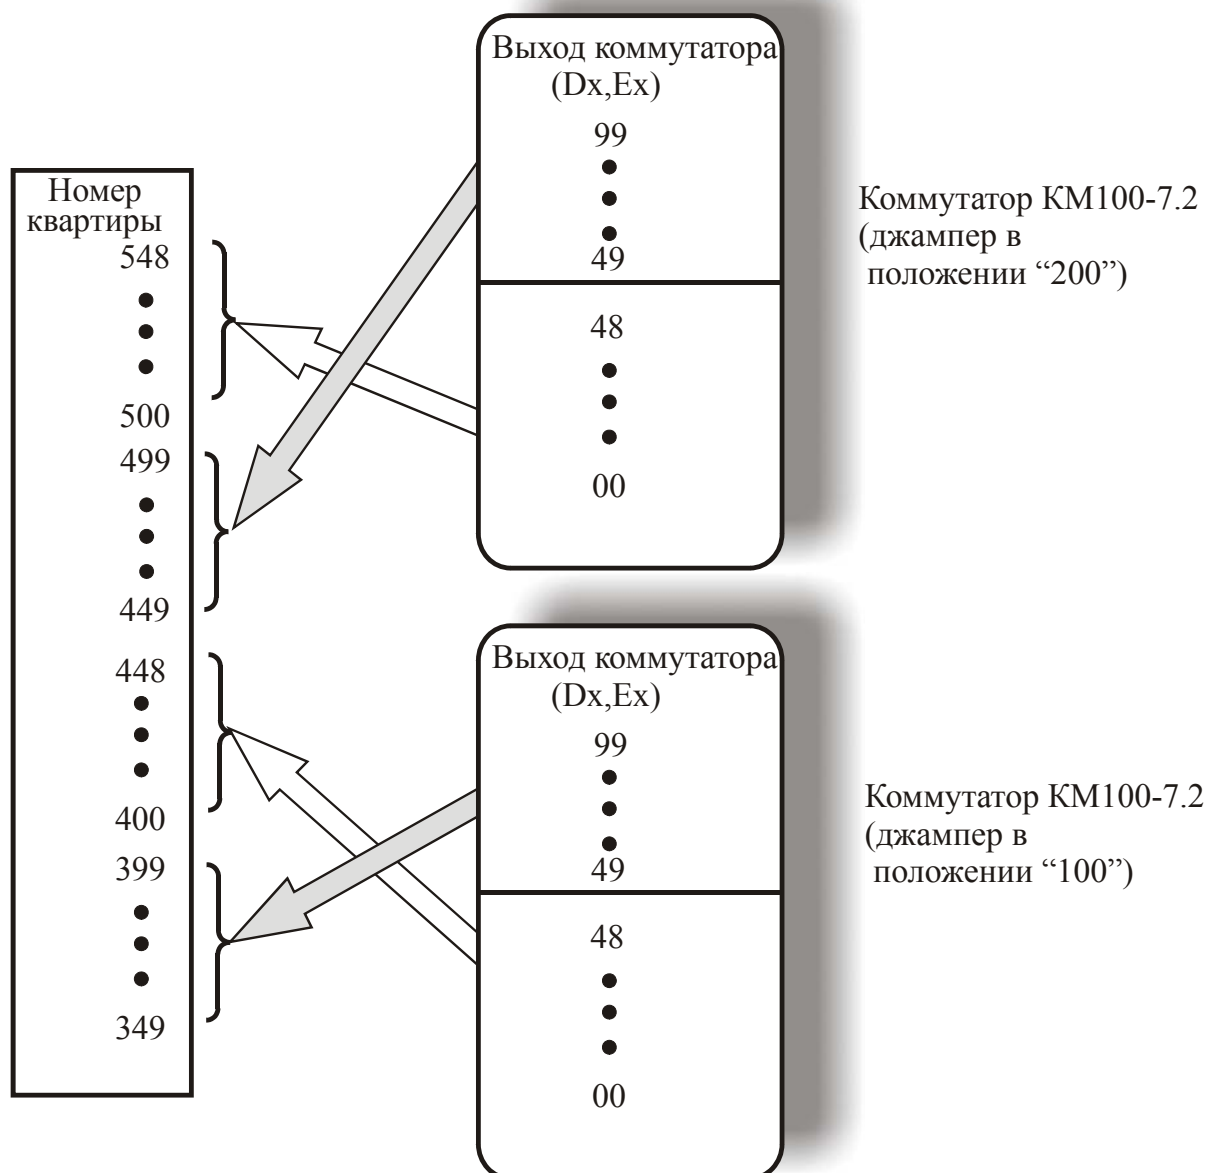 Номер
квартиры
548
500
499
449
448
400
399
349
Выход коммутатора
(Dx,Ex)
99
49
48
00
Коммутатор КМ100-7.2
(джампер в
положении “200”)
Выход коммутатора
(Dx,Ex)
99
49
48
00
Коммутатор КМ100-7.2
(джампер в
положении “100”)